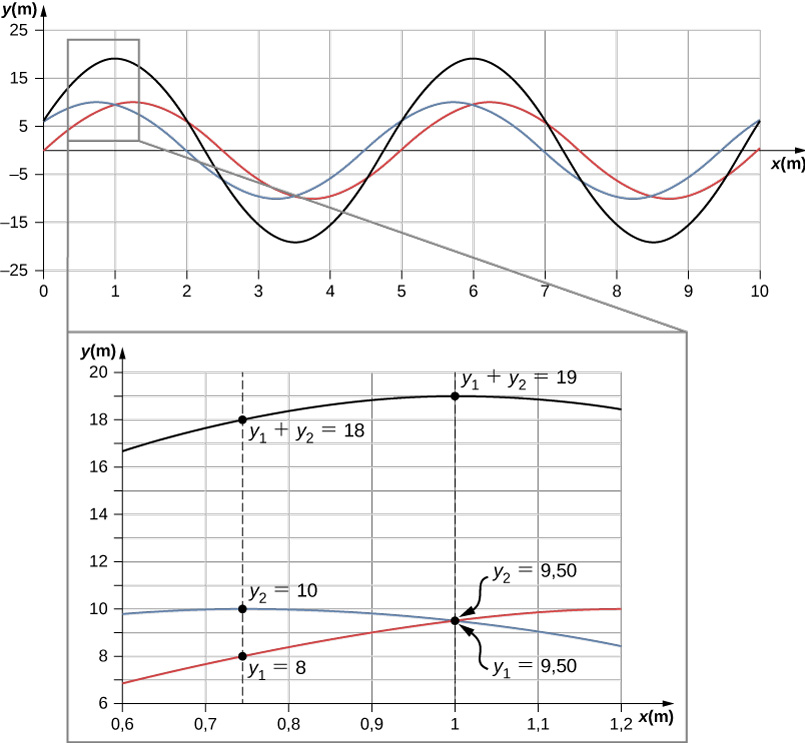 y(m)
25
15
5
–5
–15
–25
0 1 2 3 4 5 6 7 8 9 10
x(m)
y(m)
20
18
16
14
12
10
8
6
y₁ + y₂ = 19
y₁ + y₂ = 18
y₂ = 10
y₂ = 9,50
y₁ = 8
y₁ = 9,50
0,6 0,7 0,8 0,9 1 1,1 1,2
x(m)